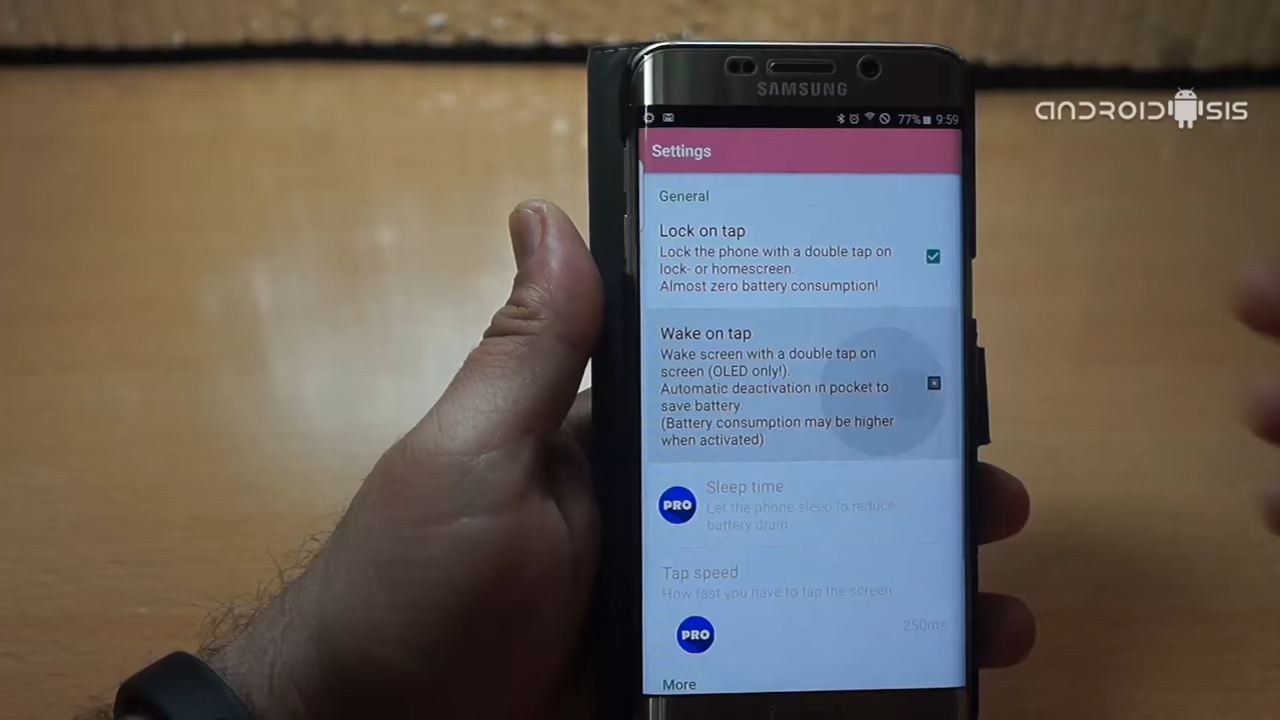 SAMSUNG
ANDROIDSIS
77% 9:59
Settings
General
Lock on tap
Lock the phone with a double tap on
lock- or homescreen.
Almost zero battery consumption!
Wake on tap
Wake screen with a double tap on
screen (OLED only!).
Automatic deactivation in pocket to
save battery.
(Battery consumption may be higher
when activated)
Sleep time
PRO
Let the phone sleep to reduce
battery drain
Tap speed
How fast you have to tap the screen
PRO
250ms
More